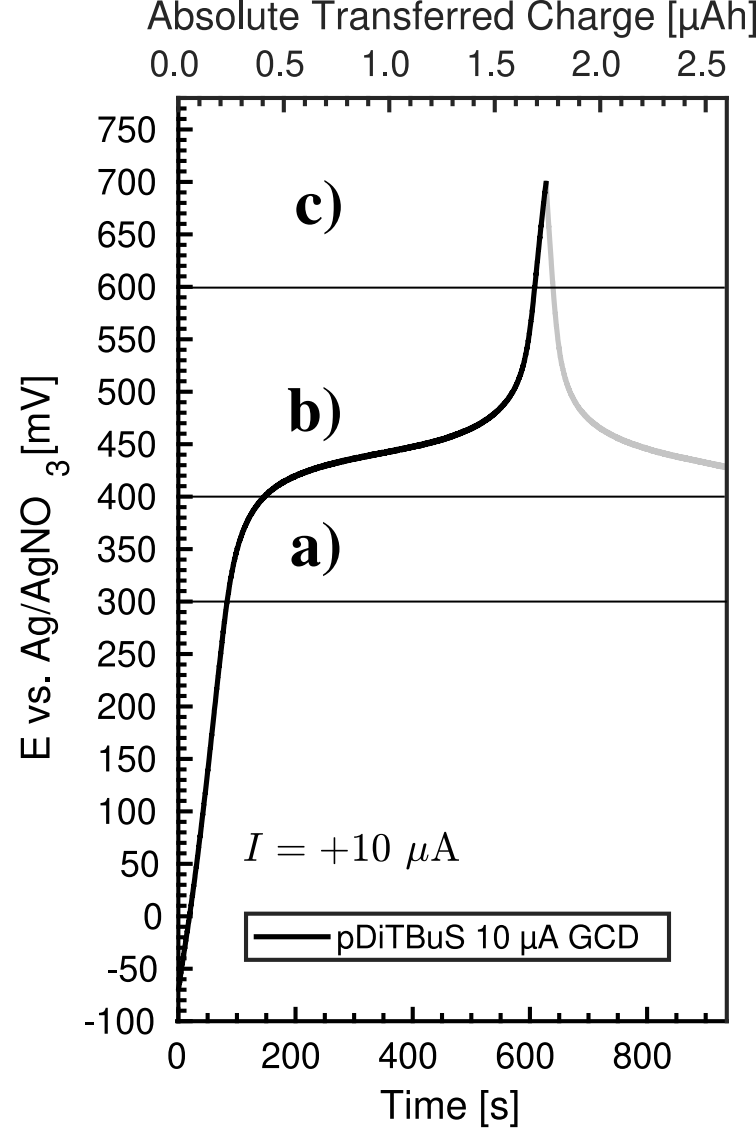 Absolute Transferred Charge [μAh]
0.0 0.5 1.0 1.5 2.0 2.5
750
700
c)
650
600
550
500
b)
450
400
a)
350
300
250
200
150
100
50
0
-50
-100
E vs. Ag/AgNO3[mV]
I = +10 μA
pDiTBuS 10 μA GCD
0 200 400 600 800
Time [s]